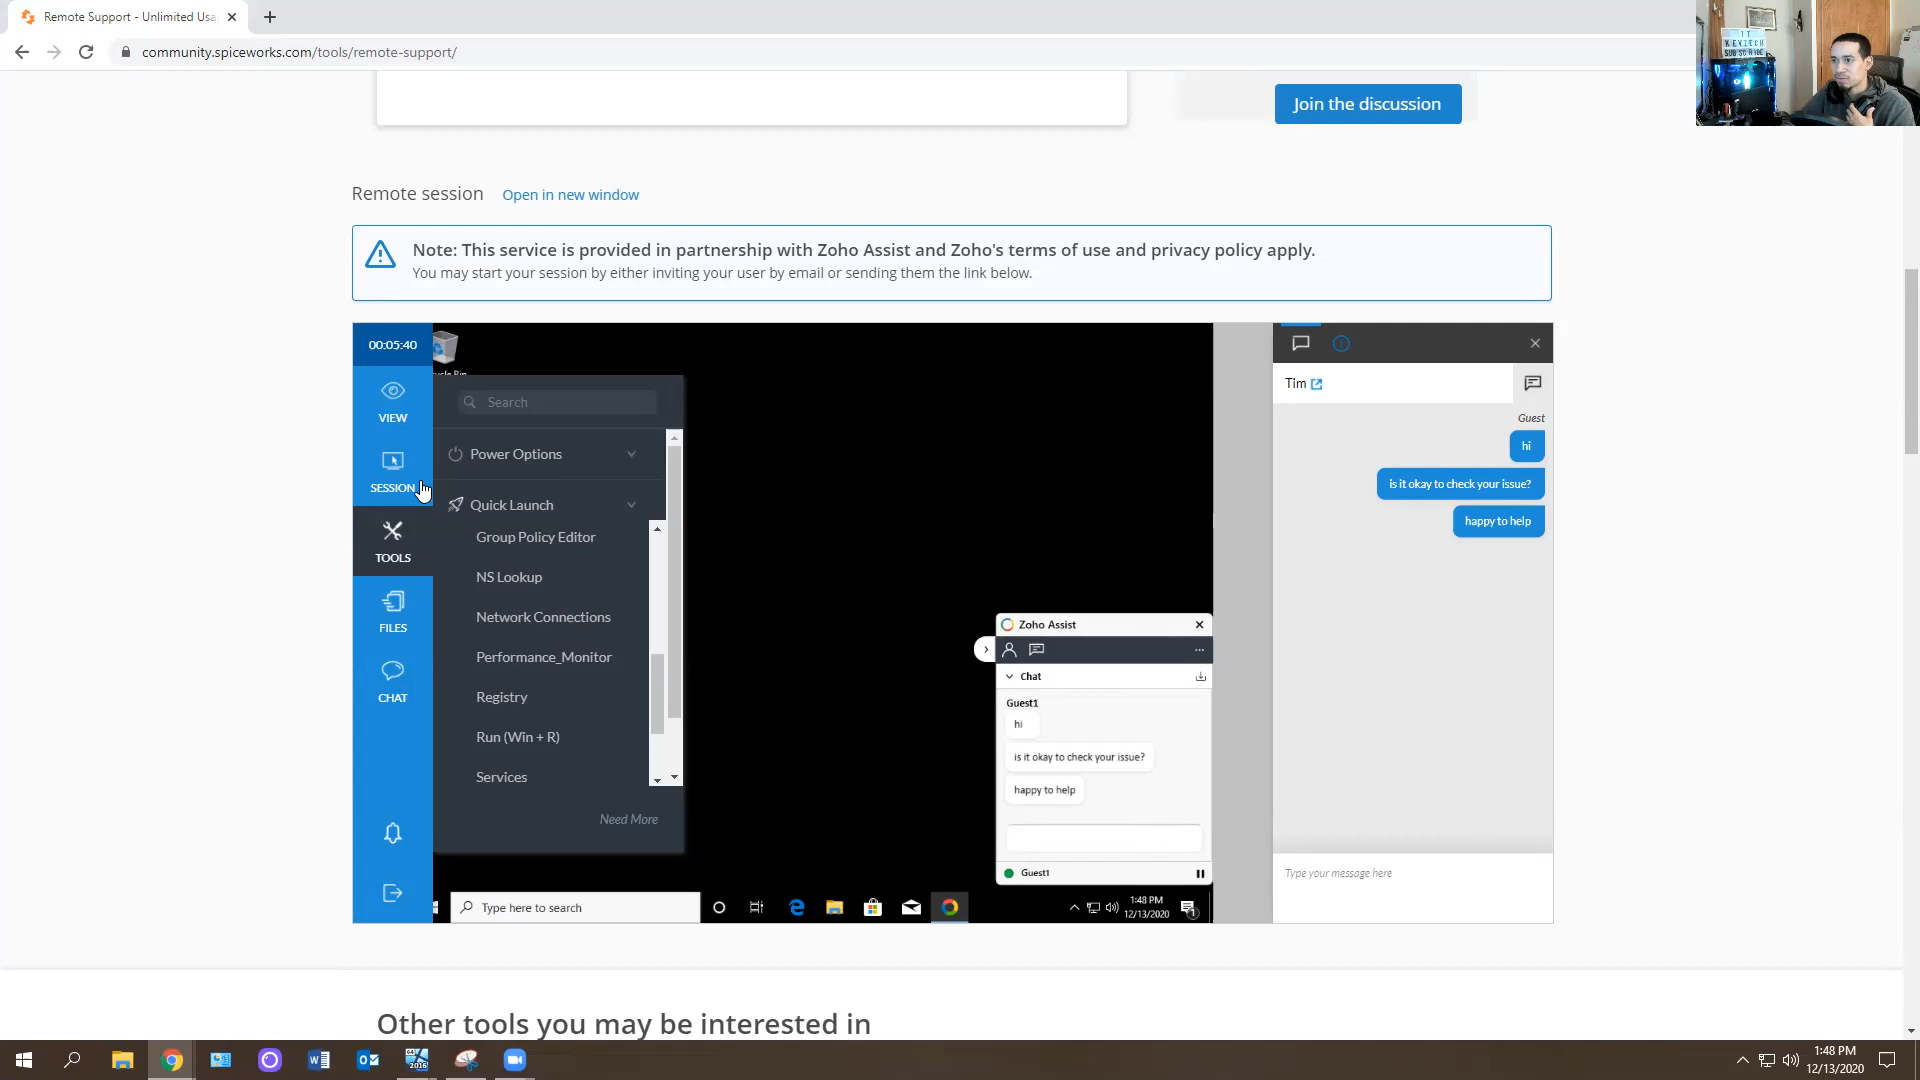 Remote Support - Unlimited Usa
community.spiceworks.com/tools/remote-support/
IT
KEVITCH
SUBSCRIBE
Join the discussion
Remote session Open in new window
Note: This service is provided in partnership with Zoho Assist and Zoho's terms of use and privacy policy apply.
You may start your session by either inviting your user by email or sending them the link below.
00:05:40
VIEW
SESSION
TOOLS
FILES
CHAT
Search
Power Options
Quick Launch
Group Policy Editor
NS Lookup
Network Connections
Performance_Monitor
Registry
Run (Win + R)
Services
Need More
Zoho Assist
Chat
Guest1
hi
is it okay to check your issue?
happy to help
Guest1
Type here to search
1:48 PM
12/13/2020
1
Tim
Guest
hi
is it okay to check your issue?
happy to help
Type your message here
Other tools you may be interested in
2016
1:48 PM
12/13/2020